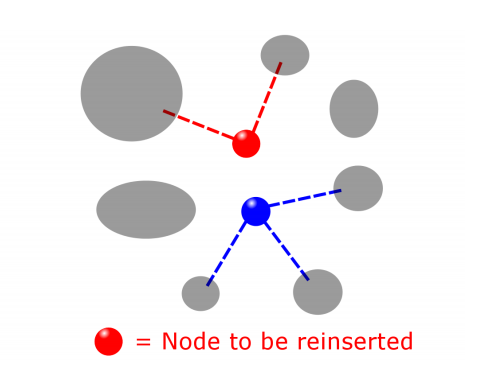 = Node to be reinserted